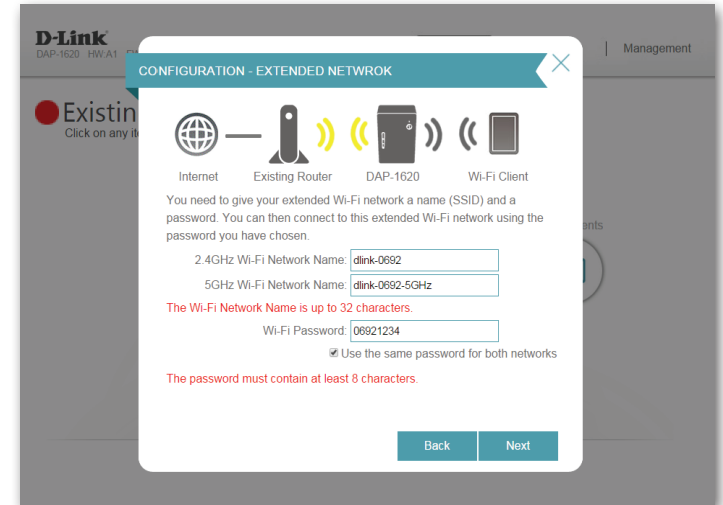 D-Link
DAP-1620 HW:A1
Management
CONFIGURATION - EXTENDED NETWROK
Existin
Click on any
Internet
Existing Router
DAP-1620
Wi-Fi Client
You need to give your extended Wi-Fi network a name (SSID) and a
password. You can then connect to this extended Wi-Fi network using the
password you have chosen.
2.4GHz Wi-Fi Network Name: dlink-0692
5GHz Wi-Fi Network Name: dlink-0692-5GHz
The Wi-Fi Network Name is up to 32 characters.
Wi-Fi Password: 06921234
Use the same password for both networks
The password must contain at least 8 characters.
Back
Next